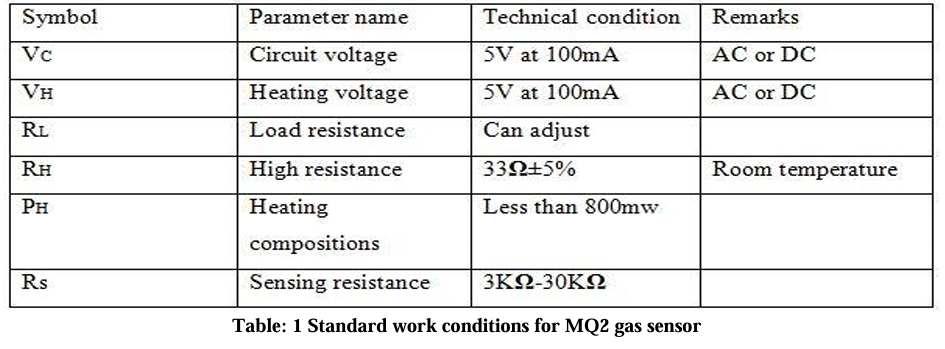 Symbol Parameter name Technical condition Remarks
VC Circuit voltage 5V at 100mA AC or DC
VH Heating voltage 5V at 100mA AC or DC
RL Load resistance Can adjust
RH High resistance 33Ω±5% Room temperature
PH Heating Less than 800mw
compositions
Rs Sensing resistance 3KΩ-30KΩ
Table: 1 Standard work conditions for MQ2 gas sensor